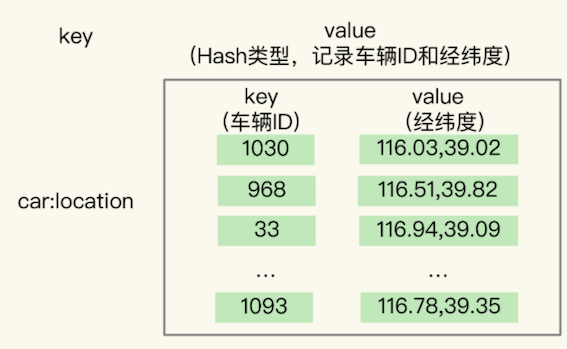 key value
（Hash类型，记录车辆ID和经纬度）
key value
（车辆ID） （经纬度）
1030 116.03,39.02
968 116.51,39.82
car:location
33 116.94,39.09
... ...
1093 116.78,39.35